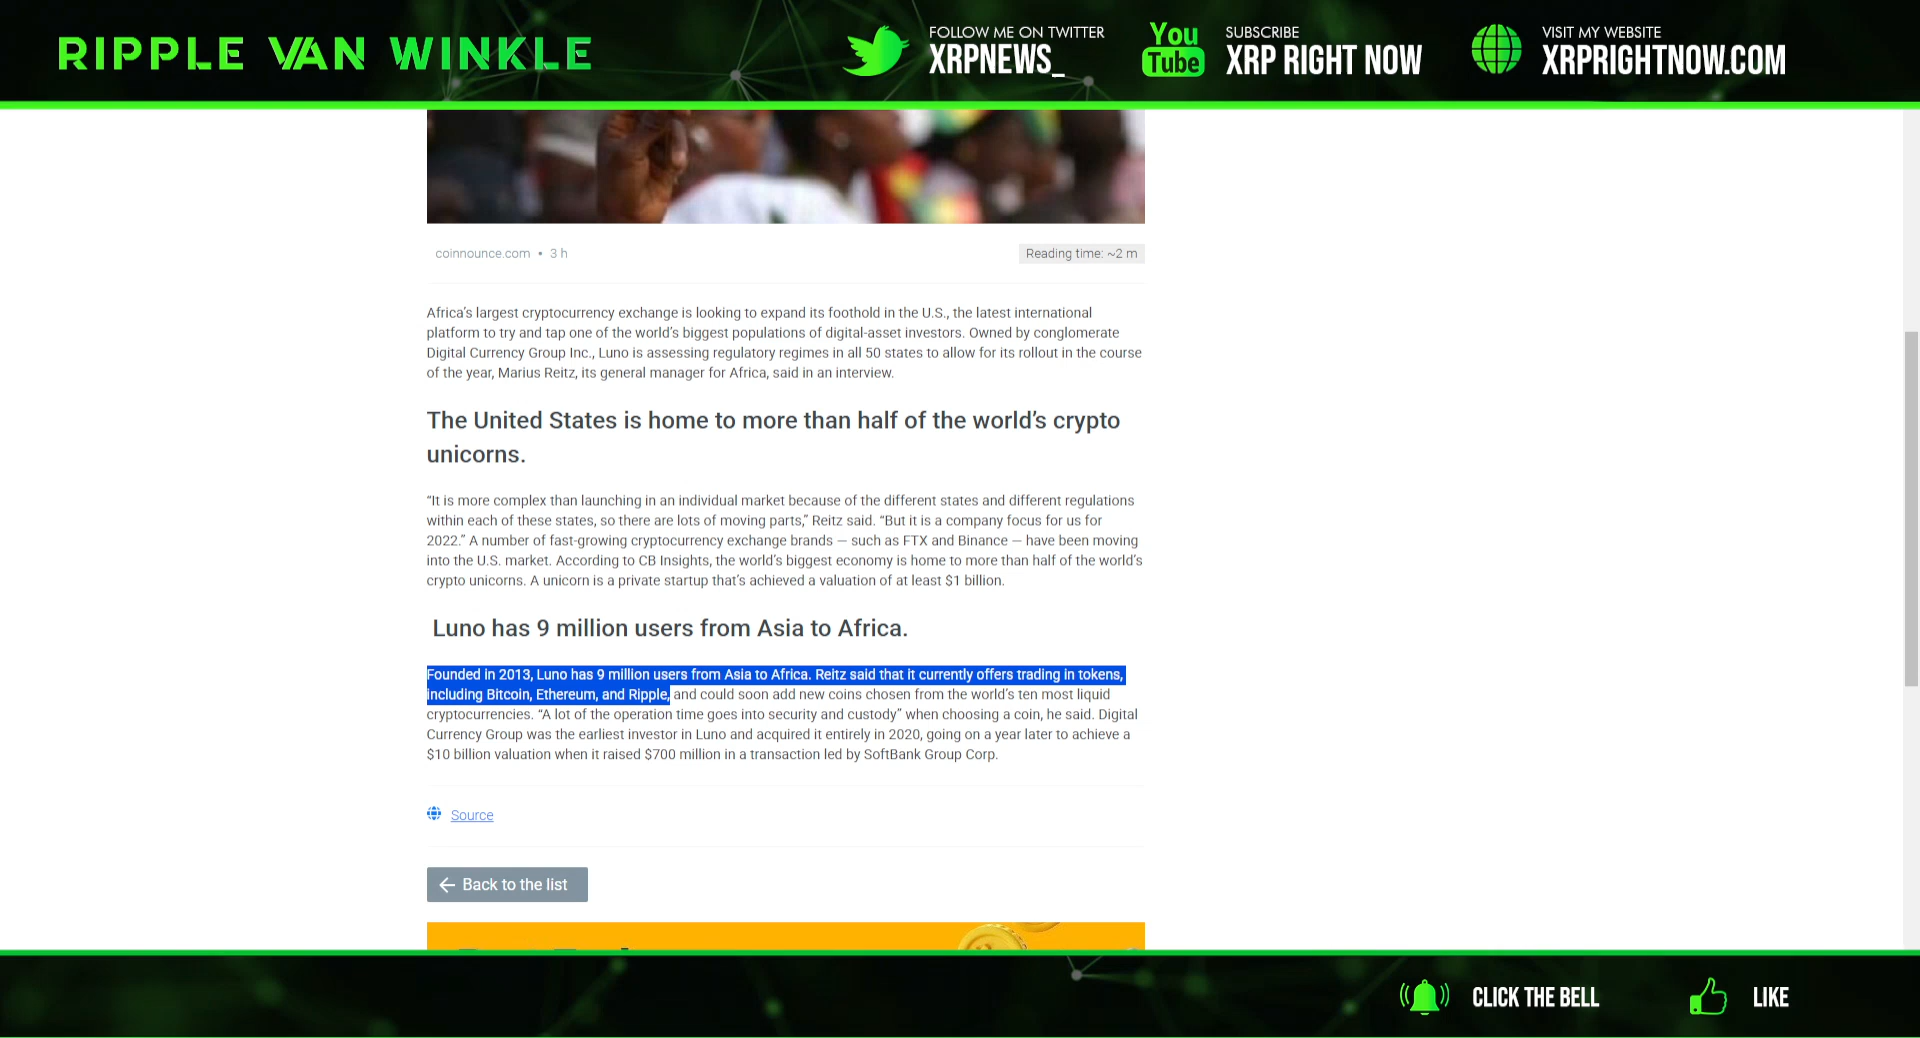 RIPPLE VAN WINKLE
FOLLOW ME ON TWITTER
XRPNEWS_
You
Tube
SUBSCRIBE
XRP RIGHT NOW
VISIT MY WEBSITE
XRPRIGHTNOW.COM
coinnounce.com • 3 h
Reading time: ~2 m
Africa’s largest cryptocurrency exchange is looking to expand its foothold in the U.S., the latest international
platform to try and tap one of the world’s biggest populations of digital-asset investors. Owned by conglomerate
Digital Currency Group Inc., Luno is assessing regulatory regimes in all 50 states to allow for its rollout in the course
of the year, Marius Reitz, its general manager for Africa, said in an interview.
The United States is home to more than half of the world’s crypto
unicorns.
“It is more complex than launching in an individual market because of the different states and different regulations
within each of these states, so there are lots of moving parts,” Reitz said. “But it is a company focus for us for
2022.” A number of fast-growing cryptocurrency exchange brands — such as FTX and Binance — have been moving
into the U.S. market. According to CB Insights, the world’s biggest economy is home to more than half of the world’s
crypto unicorns. A unicorn is a private startup that’s achieved a valuation of at least $1 billion.
Luno has 9 million users from Asia to Africa.
Founded in 2013, Luno has 9 million users from Asia to Africa. Reitz said that it currently offers trading in tokens,
including Bitcoin, Ethereum, and Ripple, and could soon add new coins chosen from the world’s ten most liquid
cryptocurrencies. “A lot of the operation time goes into security and custody” when choosing a coin, he said. Digital
Currency Group was the earliest investor in Luno and acquired it entirely in 2020, going on a year later to achieve a
$10 billion valuation when it raised $700 million in a transaction led by SoftBank Group Corp.
Source
Back to the list
CLICK THE BELL
LIKE